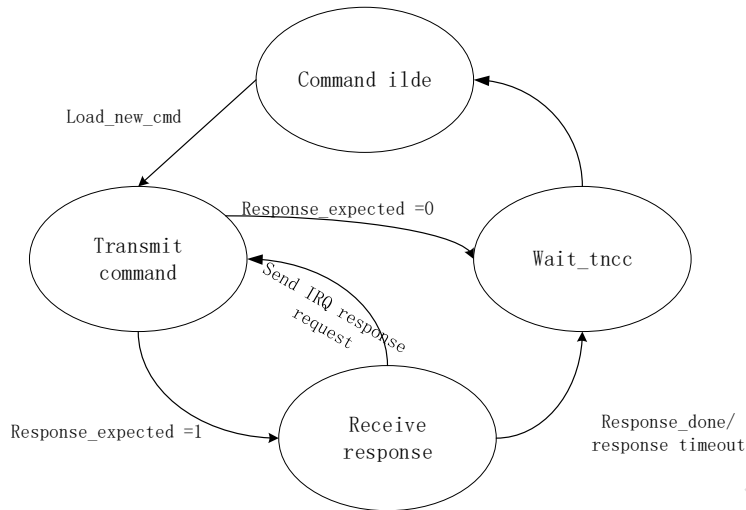 Command ilde
Load_new_cmd
Response_expected =0
Transmit
command
Wait_tncc
Send IRQ response
request
Response_expected =1
Receive
response
Response_done/
response timeout